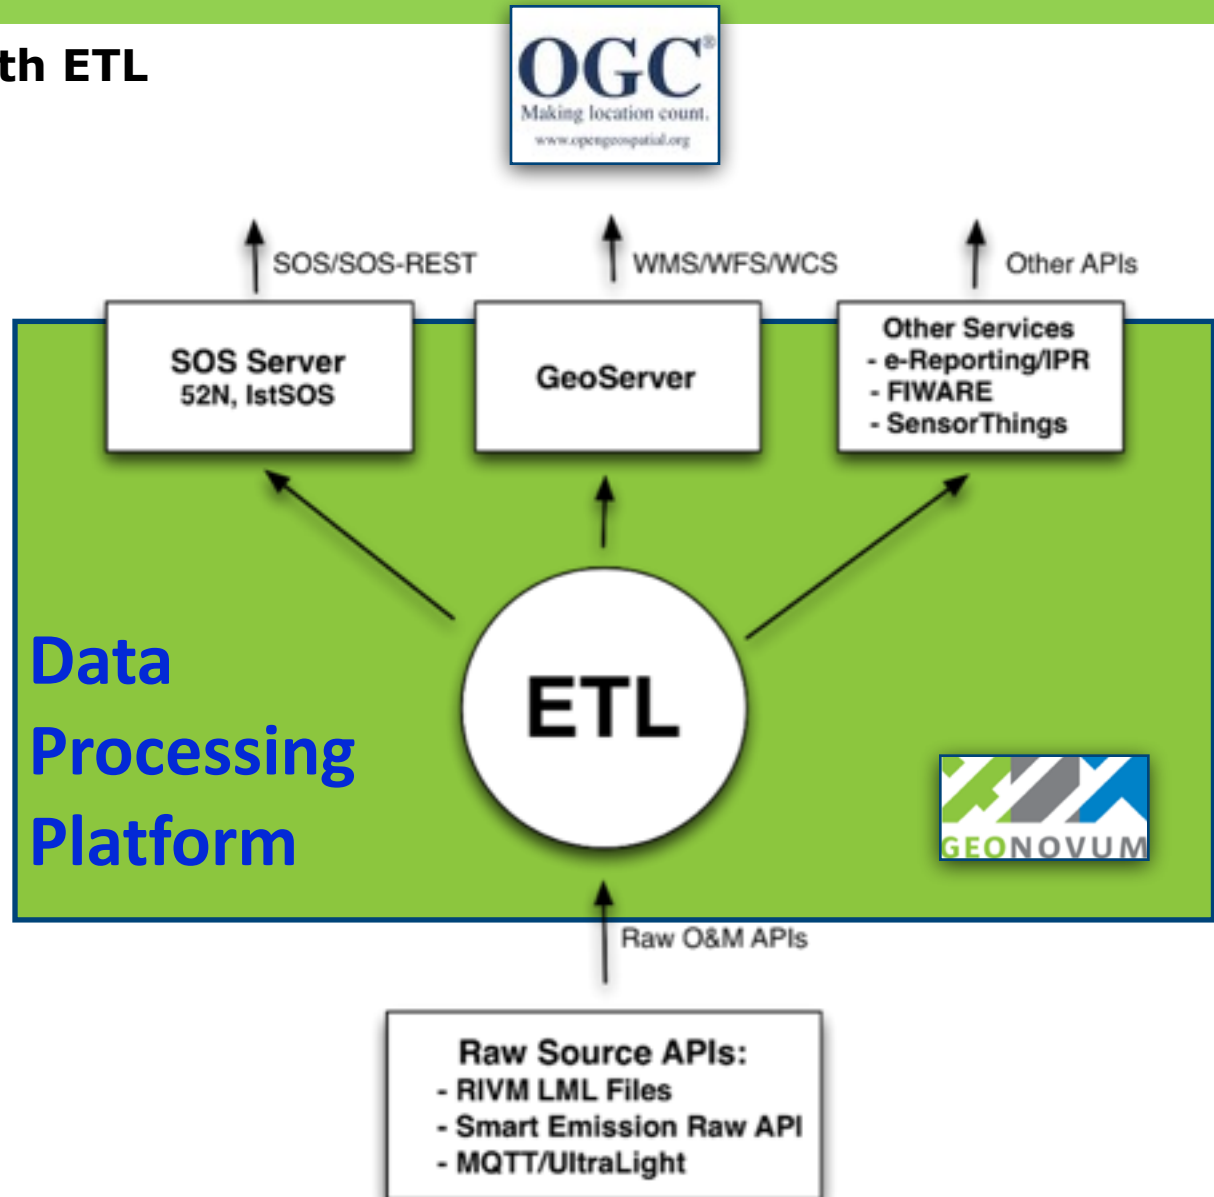 th ETL
OGC®
Making location count.
www.opengeospatial.org
SOS/SOS-REST
WMS/WFS/WCS
Other APIs
SOS Server
52N, IstSOS
GeoServer
Other Services
- e-Reporting/IPR
- FIWARE
- SensorThings
ETL
Data
Processing
Platform
GEONOVUM
Raw O&M APIs
Raw Source APIs:
- RIVM LML Files
- Smart Emission Raw API
- MQTT/UltraLight